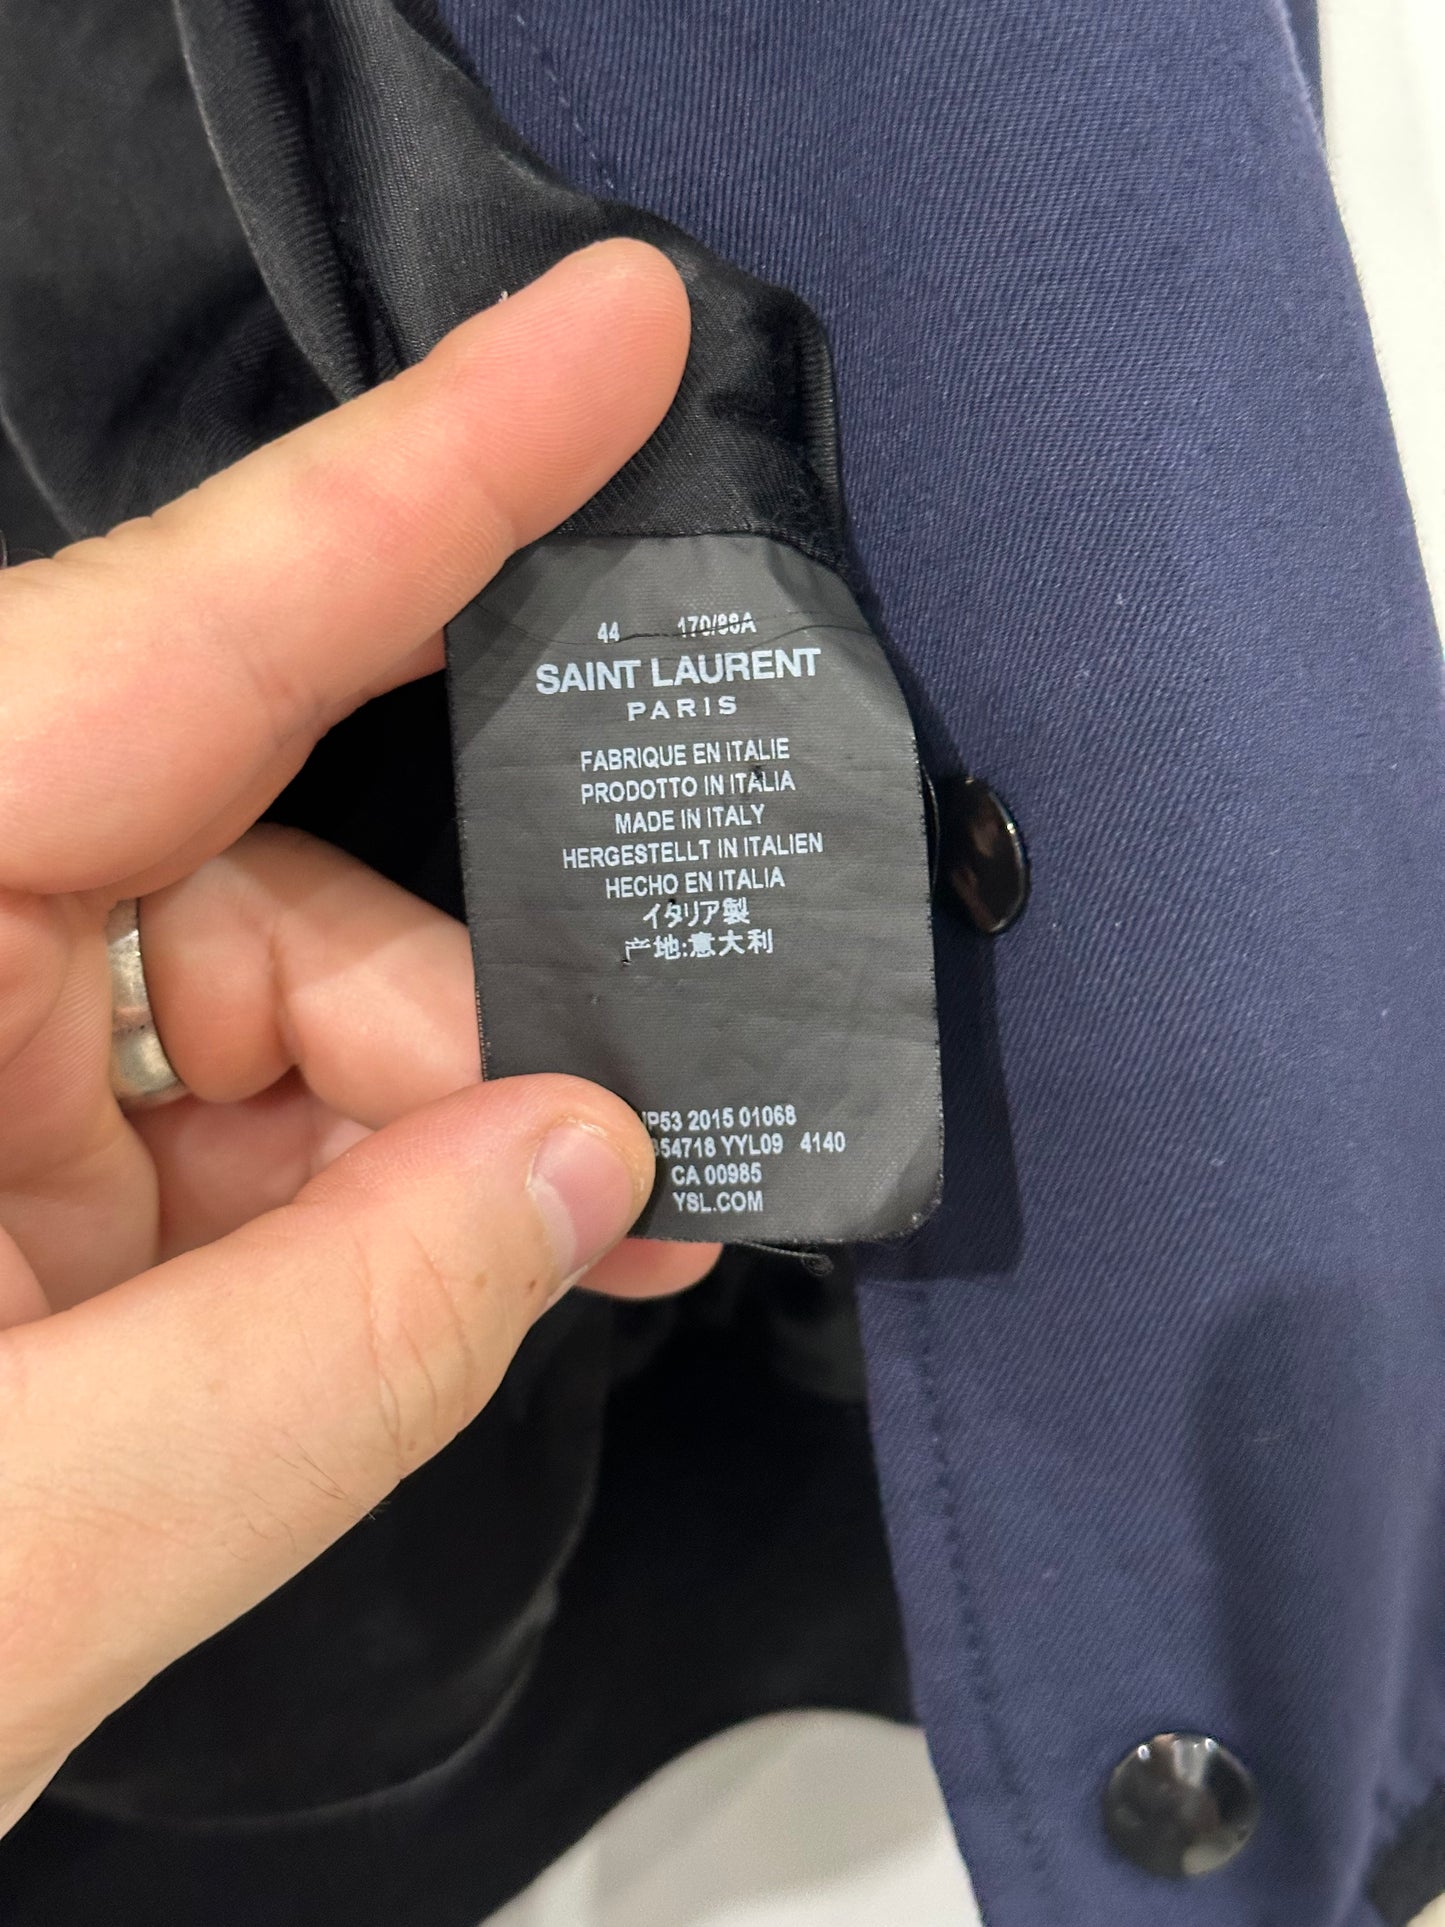 44 170/88A
SAINT LAURENT
PARIS
FABRIQUE EN ITALIE
PRODOTTO IN ITALIA
MADE IN ITALY
HERGESTELLT IN ITALIEN
HECHO EN ITALIA
イタリア製
产地:意大利
2015 01068
YYL09 4140
CA 00985
YSL.COM